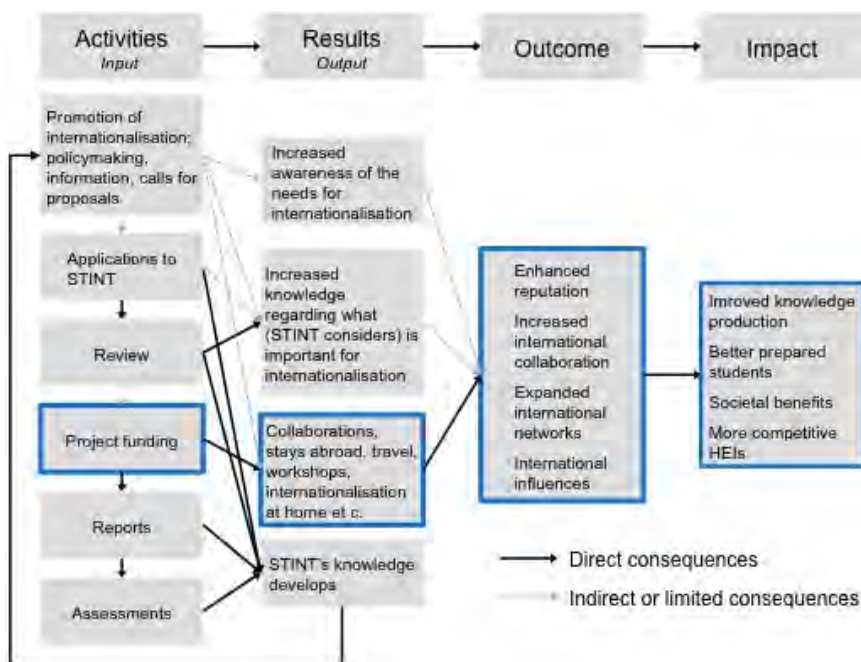 Activities
Input
Results
Output
Outcome
Impact
Promotion of
internationalisation;
policymaking,
information, calls for
proposals
Applications to
STINT
Review
Project funding
Reports
Assessments
Increased
awareness of the
needs for
internationalisation
Increased
knowledge
regarding what
(STINT considers) is
important for
internationalisation
Collaborations,
stays abroad, travel,
workshops,
internationalisation
at home et c.
STINT's knowledge
develops
Enhanced
reputation
Increased
international
collaboration
Expanded
international
networks
International
influences
Imroved knowledge
production
Better prepared
students
Societal benefits
More competitive
HEIs
Direct consequences
Indirect or limited consequences